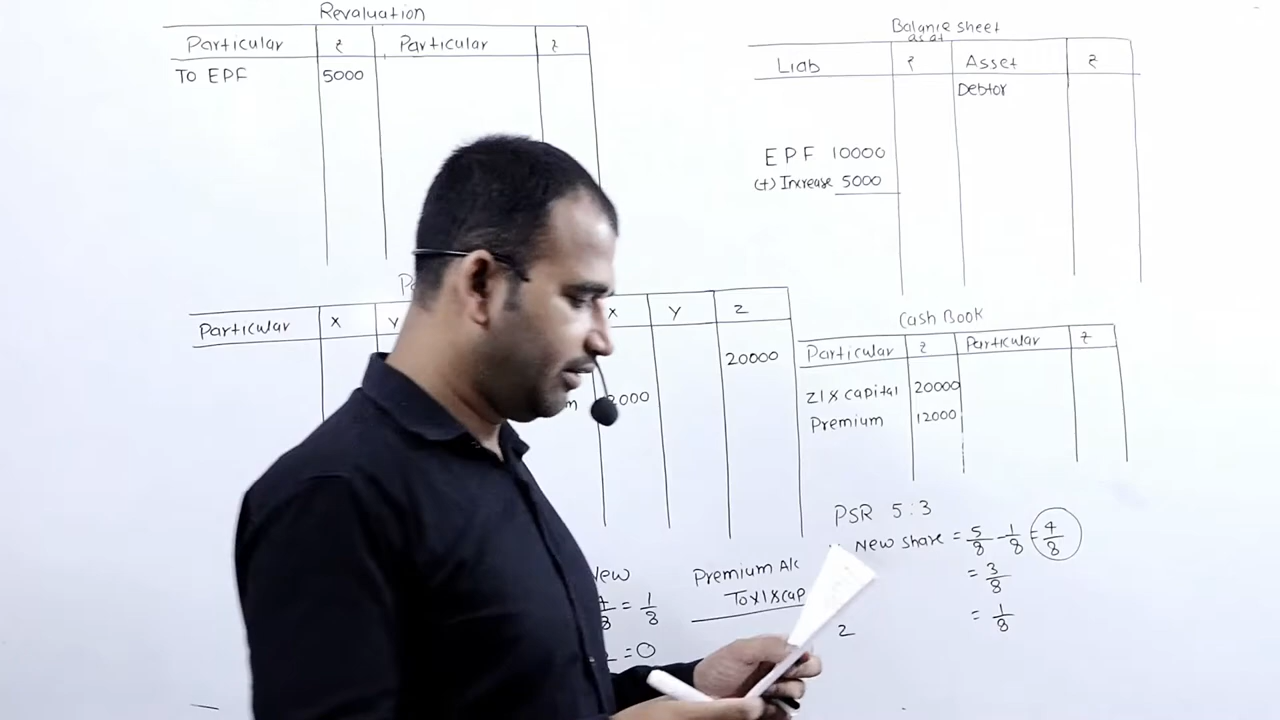 Revaluation
Particular ₹ Particular ₹
To EPF 5000
Balance sheet
as at
Liab ₹ Asset ₹
Debtor
EPF 10000
(+) Increase 5000
Particular X Y X Y Z
20000
2000
Cash Book
Particular ₹ Particular ₹
Z's capital 20000
Premium 12000
PSR 5:3
New share = 5/8 - 1/8 = 4/8
= 3/8
Z = 1/8
New
4/8 = 1/8
= 0
Premium A/c
To X's cap